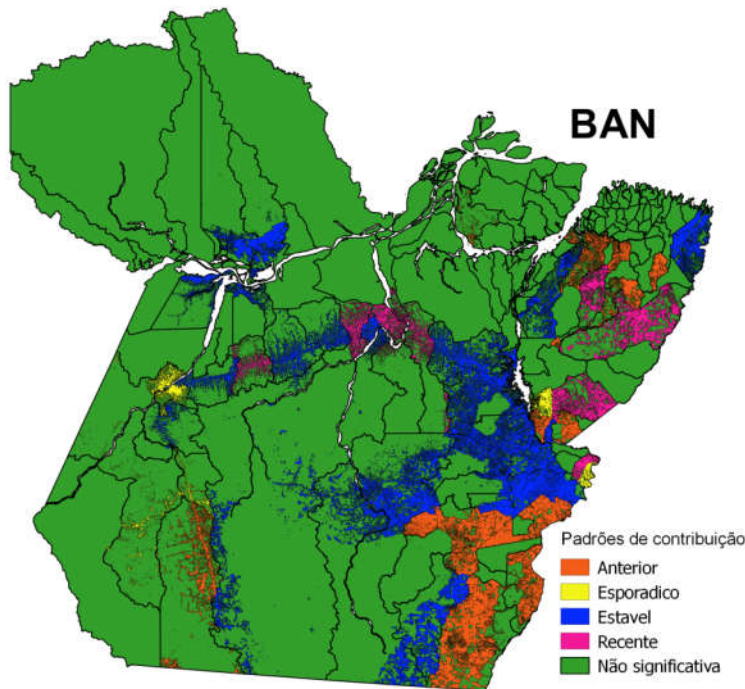 BAN
Padrões de contribuição
Anterior
Esporadico
Estavel
Recente
Não significativa